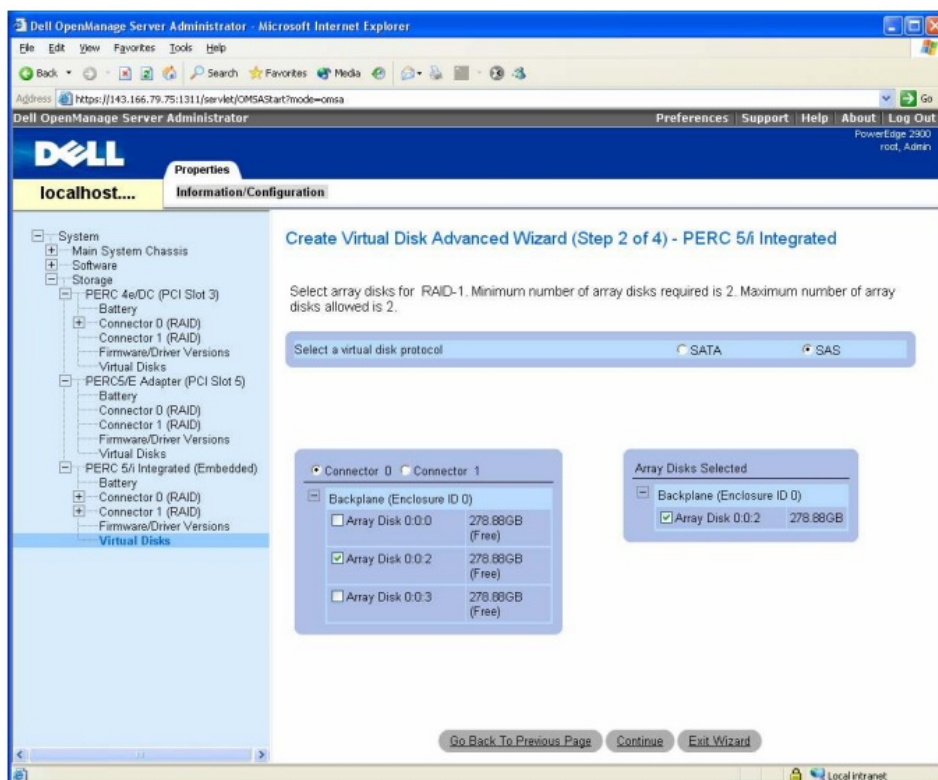 Dell OpenManage Server Administrator - Microsoft Internet Explorer
File Edit View Favorites Tools Help
Back Search Favorites Media
Address https://143.166.79.75:1311/servlet/OMSAStart?mode=omsa Go
Dell OpenManage Server Administrator Preferences Support Help About Log Out
PowerEdge 2900
root, Admin
DELL
Properties
localhost.... Information/Configuration
System
Main System Chassis
Software
Storage
PERC 4e/DC (PCI Slot 3)
Battery
Connector 0 (RAID)
Connector 1 (RAID)
Firmware/Driver Versions
Virtual Disks
PERC5/E Adapter (PCI Slot 5)
Battery
Connector 0 (RAID)
Connector 1 (RAID)
Firmware/Driver Versions
Virtual Disks
PERC 5/i Integrated (Embedded)
Battery
Connector 0 (RAID)
Connector 1 (RAID)
Firmware/Driver Versions
Virtual Disks
Create Virtual Disk Advanced Wizard (Step 2 of 4) - PERC 5/i Integrated
Select array disks for RAID-1. Minimum number of array disks required is 2. Maximum number of array
disks allowed is 2.
Select a virtual disk protocol SATA SAS
Connector 0 Connector 1
Backplane (Enclosure ID 0)
Array Disk 0:0:0 278.88GB
(Free)
Array Disk 0:0:2 278.88GB
(Free)
Array Disk 0:0:3 278.88GB
(Free)
Array Disks Selected
Backplane (Enclosure ID 0)
Array Disk 0:0:2 278.88GB
Go Back To Previous Page Continue Exit Wizard
Local intranet